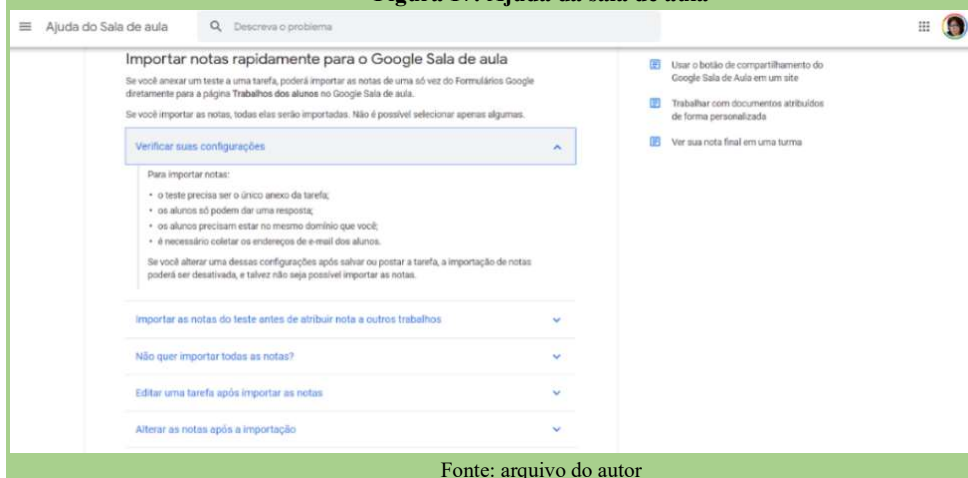 Ajuda da sala de aula
Ajuda do Sala de aula
Descreva o problema
Importar notas rapidamente para o Google Sala de aula
Se você anexar um teste a uma tarefa, poderá importar as notas de uma só vez do Formulários Google
diretamente para a página Trabalhos dos alunos no Google Sala de aula.
Se você importar as notas, todas elas serão importadas. Não é possível selecionar apenas algumas.
Verificar suas configurações
Para importar notas:
• o teste precisa ser o único anexo da tarefa;
• os alunos só podem dar uma resposta;
• os alunos precisam estar no mesmo domínio que você;
• é necessário coletar os endereços de e-mail dos alunos.
Se você alterar uma dessas configurações após salvar ou postar a tarefa, a importação de notas
poderá ser desativada, e talvez não seja possível importar as notas.
Importar as notas do teste antes de atribuir nota a outros trabalhos
Não quer importar todas as notas?
Editar uma tarefa após importar as notas
Alterar as notas após a importação
Usar o botão de compartilhamento do
Google Sala de Aula em um site
Trabalhar com documentos atribuídos
de forma personalizada
Ver sua nota final em uma turma
Fonte: arquivo do autor